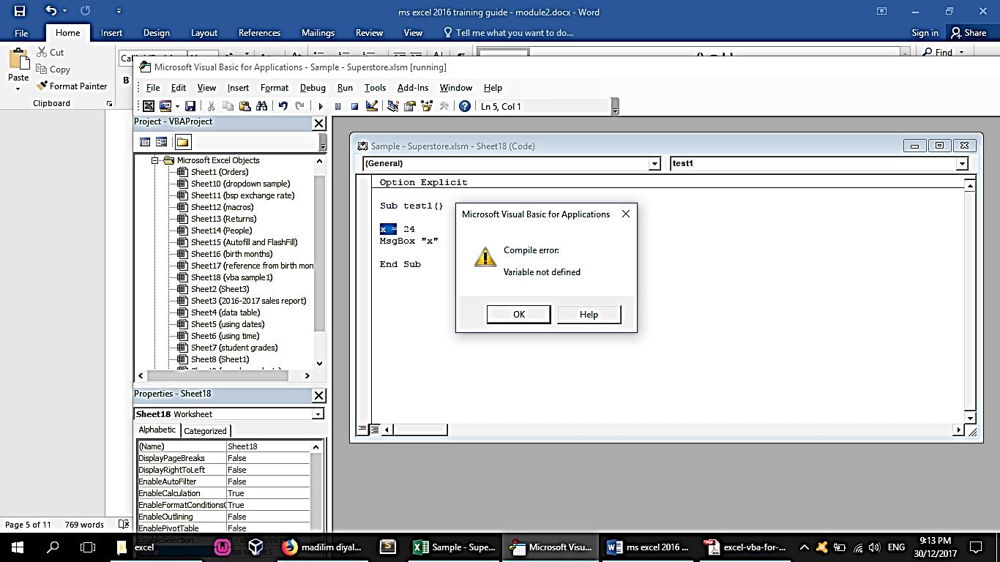 ms excel 2016 training guide - module2.docx - Word
File Home Insert Design Layout References Mailings Review View Tell me what you want to do... Sign in Share
Cut
Copy
Format Painter
Paste
Clipboard
B
Find
Microsoft Visual Basic for Applications - Sample - Superstore.xlsm [running]
File Edit View Insert Format Debug Run Tools Add-Ins Window Help
Ln 5, Col 1
Project - VBAProject
Microsoft Excel Objects
Sheet1 (Orders)
Sheet10 (dropdown sample)
Sheet11 (bsp exchange rate)
Sheet12 (macros)
Sheet13 (Returns)
Sheet14 (People)
Sheet15 (Autofill and FlashFill)
Sheet16 (birth months)
Sheet17 (reference from birth mon
Sheet18 (vba sample1)
Sheet2 (Sheet3)
Sheet3 (2016-2017 sales report)
Sheet4 (data table)
Sheet5 (using dates)
Sheet6 (using time)
Sheet7 (student grades)
Sheet8 (Sheet1)
Properties - Sheet18
Sheet18 Worksheet
Alphabetic Categorized
(Name) Sheet18
DisplayPageBreaks False
DisplayRightToLeft False
EnableAutoFilter False
EnableCalculation True
EnableFormatConditionsC True
EnableOutlining False
EnablePivotTable False
Sample - Superstore.xlsm - Sheet18 (Code)
(General) test1
Option Explicit
Sub test1()
x = 24
MsgBox "x"
End Sub
Microsoft Visual Basic for Applications
Compile error:
Variable not defined
OK Help
Page 5 of 11 769 words
excel madilim diyal... Sample - Supe... Microsoft Visu... ms excel 2016 ... excel-vba-for-... ENG
9:13 PM
30/12/2017